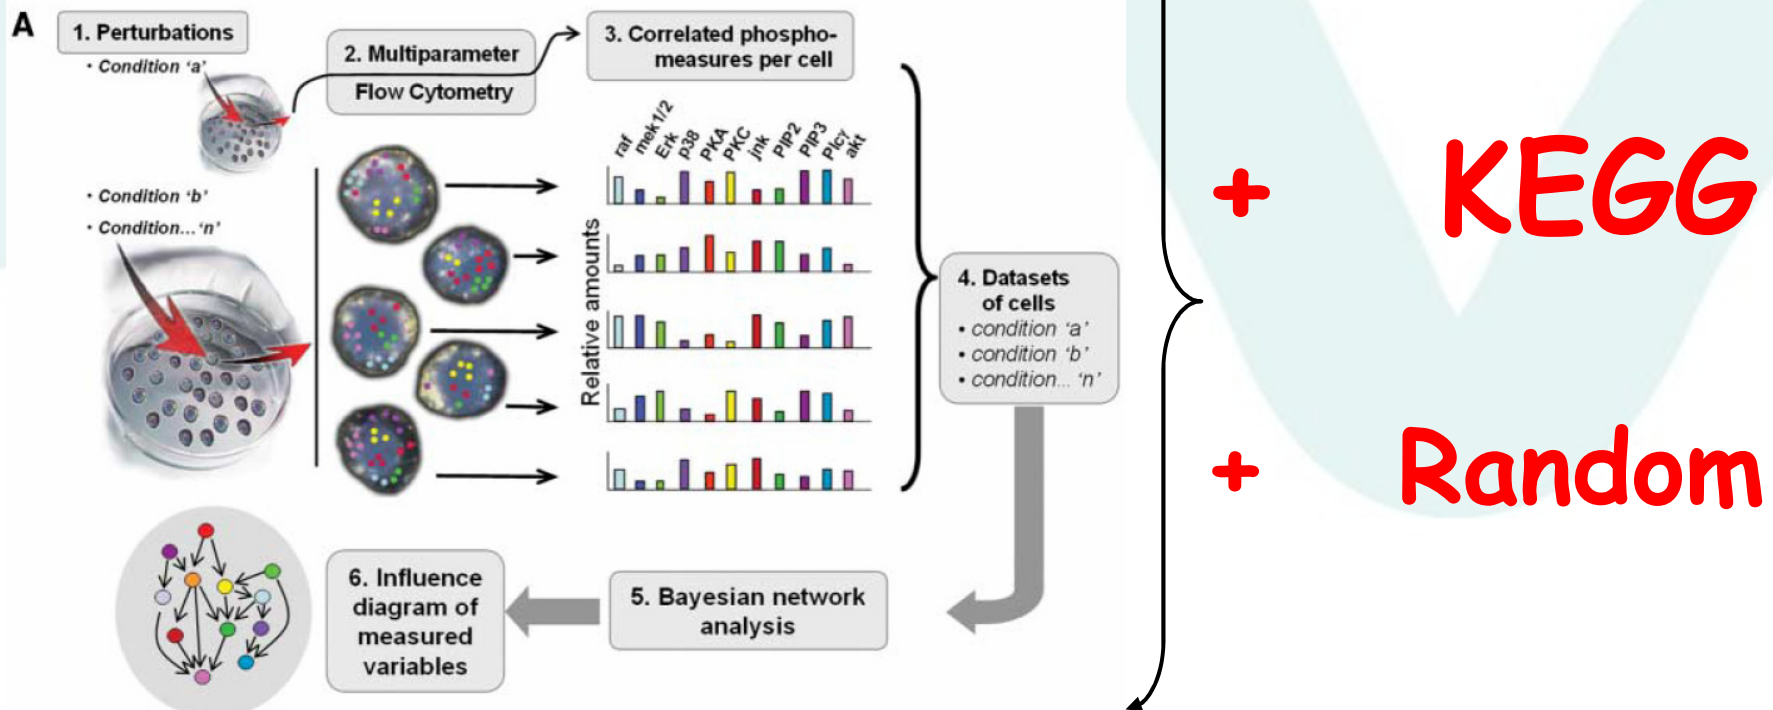 A
1. Perturbations
• Condition ‘a’
2. Multiparameter
Flow Cytometry
3. Correlated phospho-
measures per cell
• Condition ‘b’
• Condition... ‘n’
raf
mek1/2
Erk
p38
PKA
PKC
jnk
PIP2
PIP3
Plcγ
akt
Relative amounts
4. Datasets
of cells
• condition ‘a’
• condition ‘b’
• condition... ‘n’
5. Bayesian network
analysis
6. Influence
diagram of
measured
variables
+ KEGG
+ Random